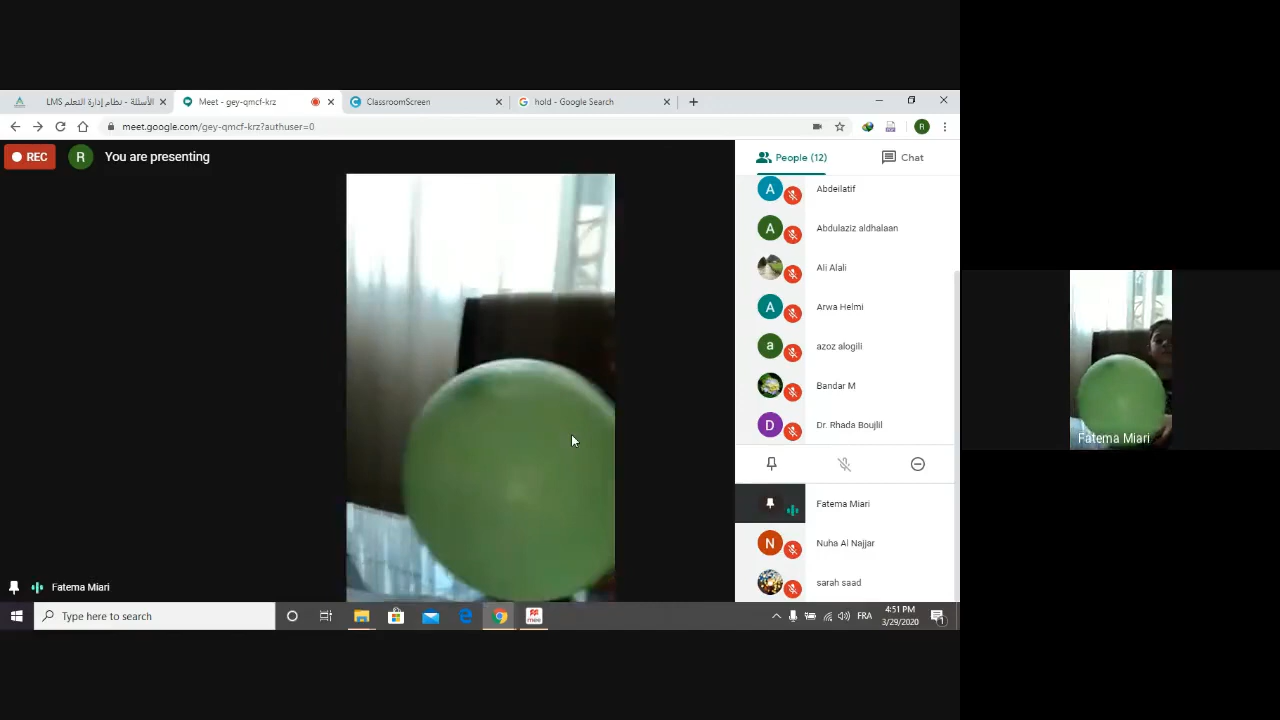 الأسئلة - نظام إدارة التعلم LMS
Meet - gey-qmcf-krz
ClassroomScreen
hold - Google Search
meet.google.com/gey-qmcf-krz?authuser=0
R
REC
R
You are presenting
People (12)
Chat
A
Abdeilatif
A
Abdulaziz aldhalaan
Ali Alali
A
Arwa Helmi
a
azoz alogili
Bandar M
D
Dr. Rhada Boujlil
Fatema Miari
N
Nuha Al Najjar
sarah saad
Fatema Miari
Fatema Miari
Type here to search
FRA
4:51 PM
3/29/2020
1